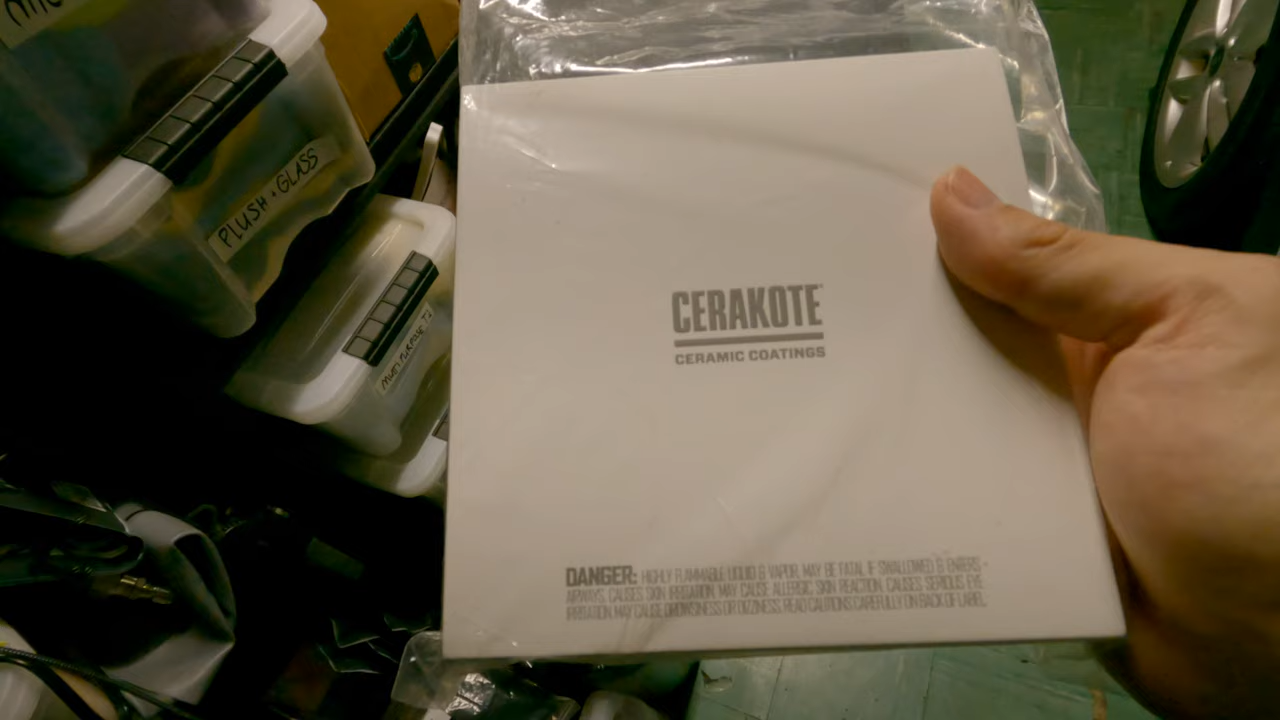 PLUSH + GLASS
CERAKOTE
CERAMIC COATINGS
DANGER: HIGHLY FLAMMABLE LIQUID & VAPOR, MAY BE FATAL IF SWALLOWED & ENTERS
AIRWAYS, CAUSES SKIN IRRITATION, MAY CAUSE ALLERGIC SKIN REACTION, CAUSES SERIOUS EYE
IRRITATION, MAY CAUSE DROWSINESS OR DIZZINESS. READ CAUTIONS CAREFULLY ON BACK OF LABEL.